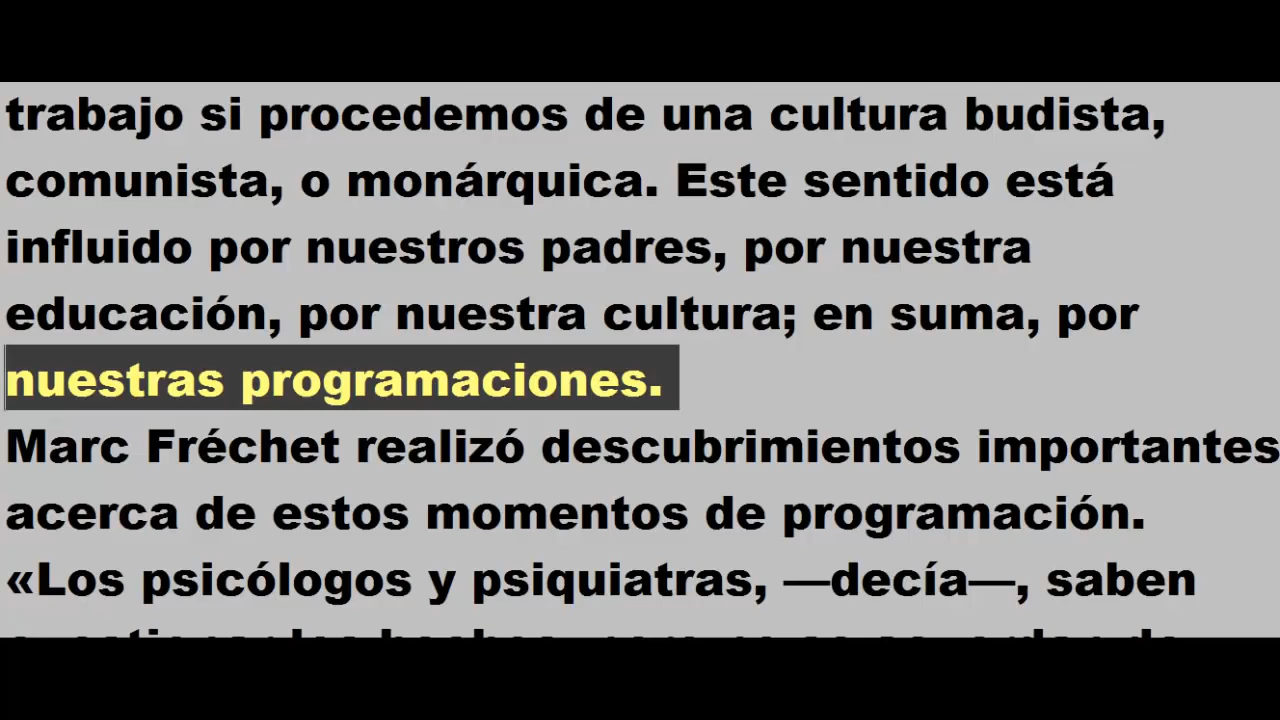 trabajo si procedemos de una cultura budista,
comunista, o monárquica. Este sentido está
influido por nuestros padres, por nuestra
educación, por nuestra cultura; en suma, por
nuestras programaciones.
Marc Fréchet realizó descubrimientos importantes
acerca de estos momentos de programación.
«Los psicólogos y psiquiatras, —decía—, saben